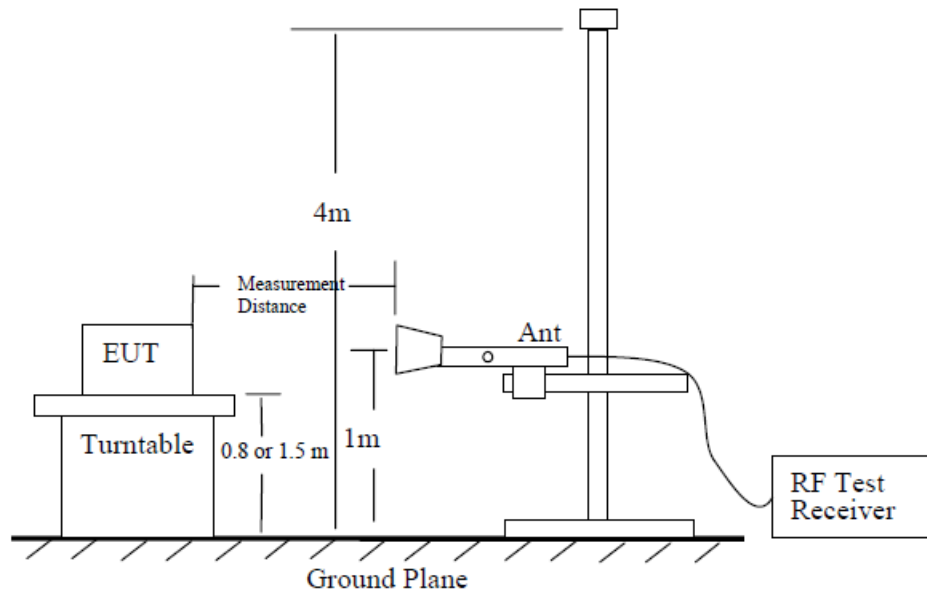 4m
Measurement
Distance
Ant
EUT
Turntable
0.8 or 1.5 m
1m
RF Test
Receiver
Ground Plane